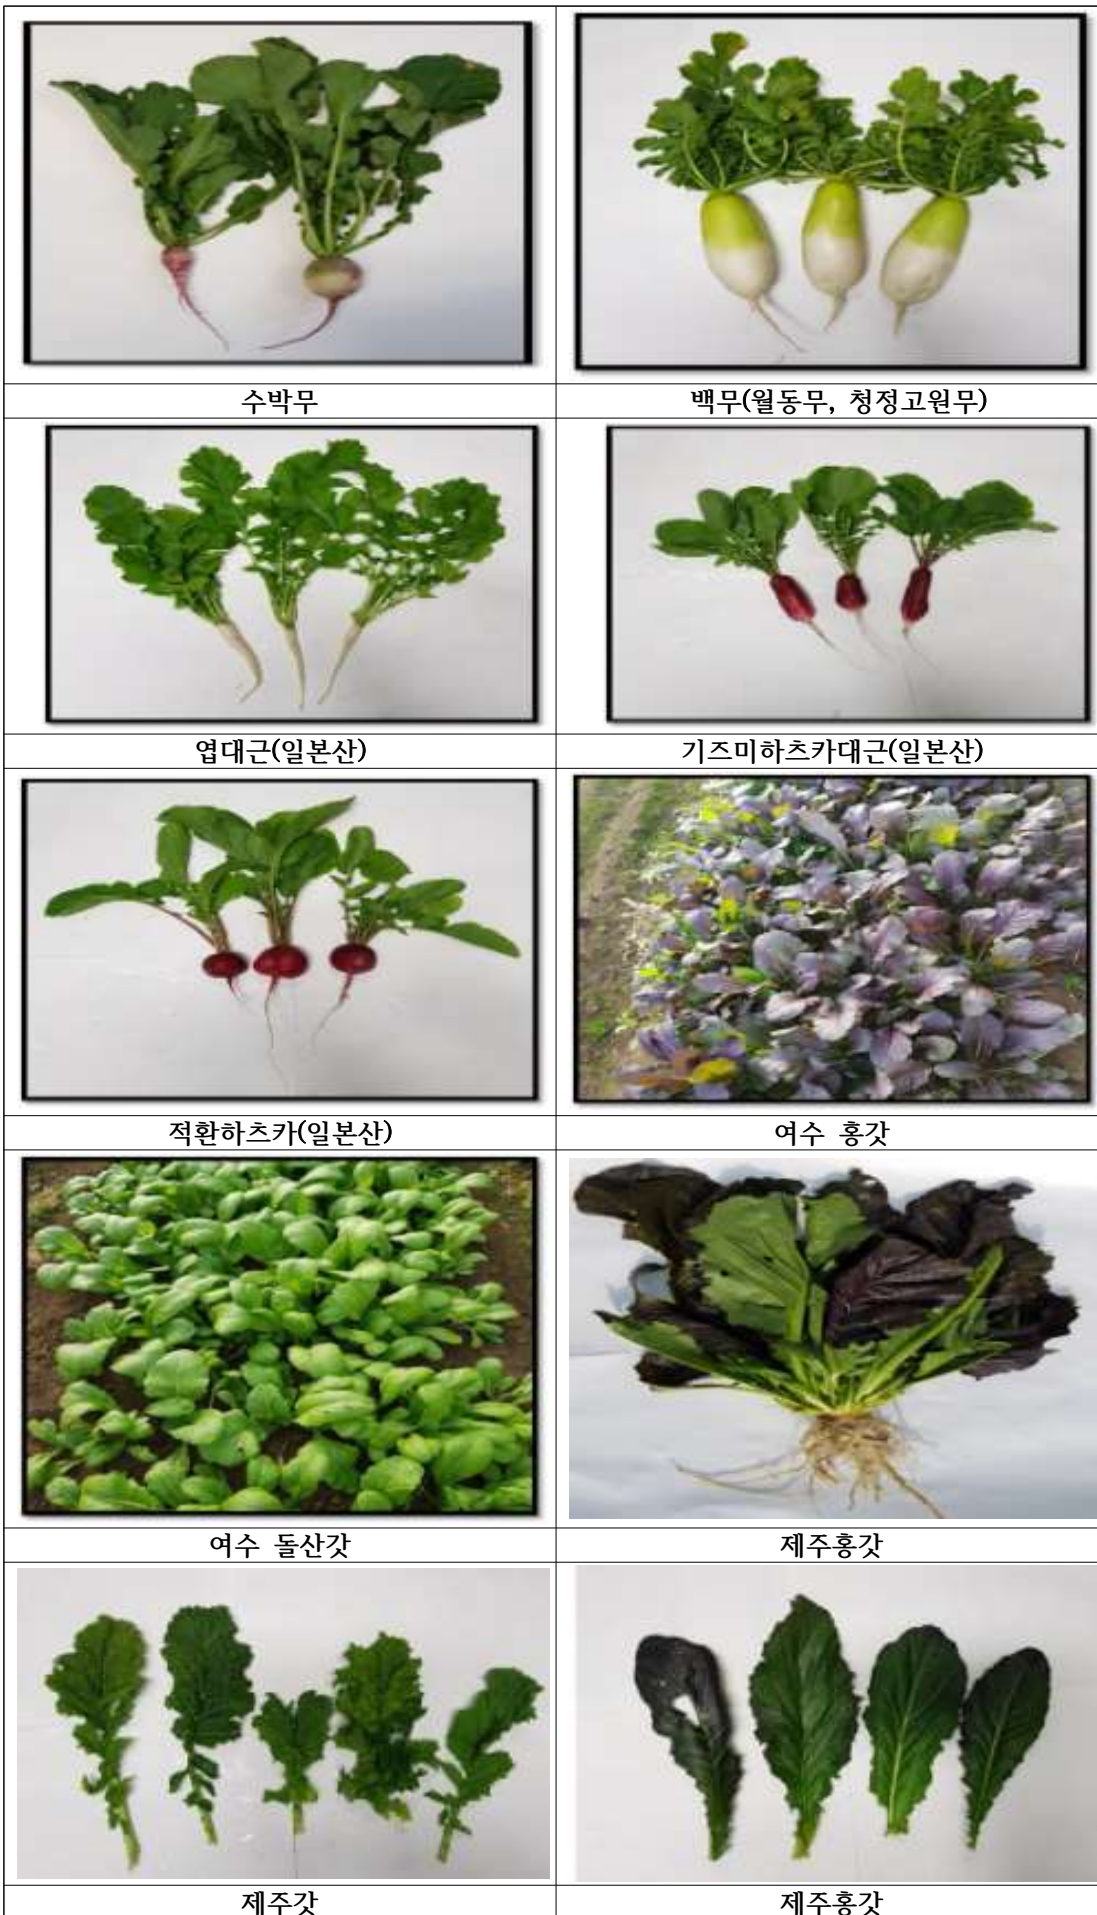 수박무
백무(월동무, 청정고원무)
엽대근(일본산)
기즈미하츠카대근(일본산)
적환하츠카(일본산)
여수 홍갓
여수 돌산갓
제주홍갓
제주갓
제주홍갓